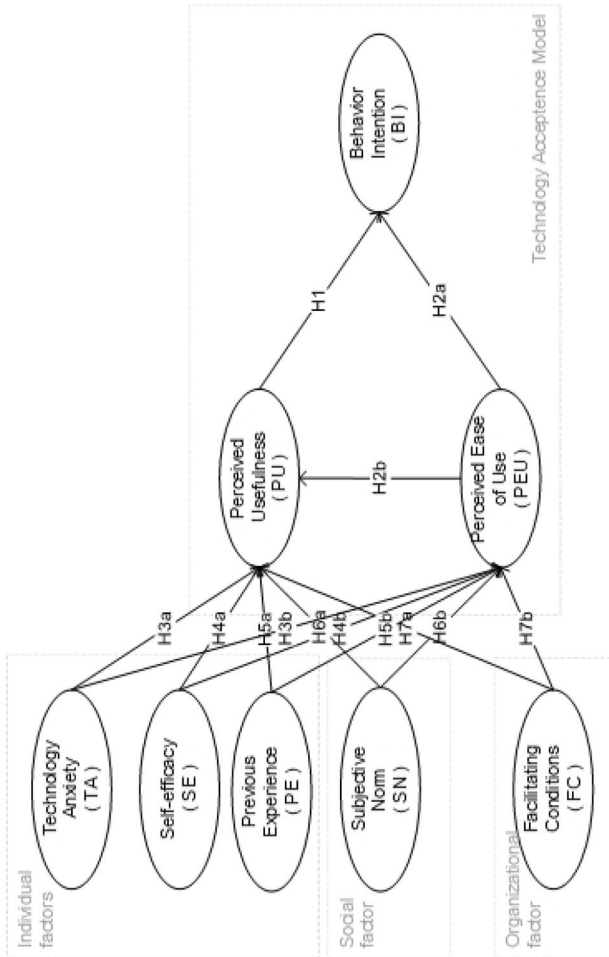 Individual
factors
Technology
Anxiety
( TA )
Self-efficacy
( SE )
Previous
Experience
( PE )
Social
factor
Subjective
Norm
( SN )
Organizational
factor
Facilitating
Conditions
( FC )
H3a
H4a
H5a
H3b
H6a
H4b
H5b
H7a
H6b
H7b
Perceived
Usefulness
( PU )
H2b
Perceived Ease
of Use
( PEU )
H1
H2a
Behavior
Intention
( BI )
Technology Acceptence Model